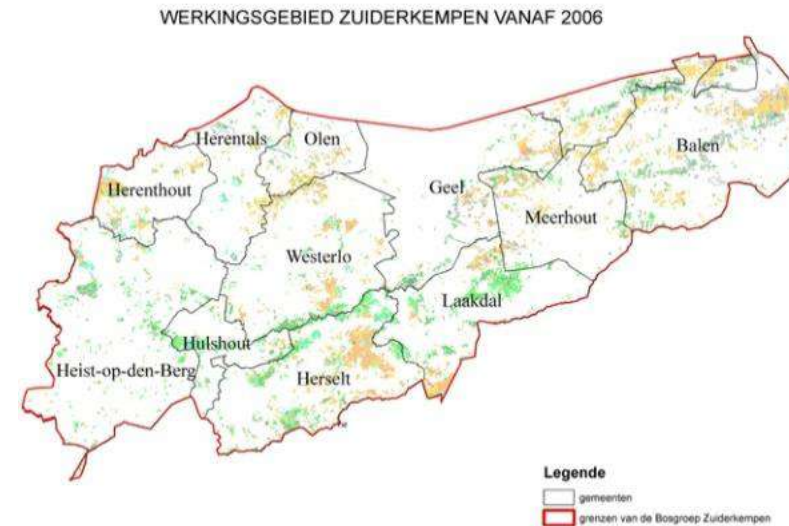 WERKINGSGEBIED ZUIDERKEMPEN VANAF 2006
Herentals
Olen
Balen
Herenthout
Geel
Meerhout
Westerlo
Laakdal
Hulshout
Heist-op-den-Berg
Herselt
Legende
gemeenten
grenzen van de Bosgroep Zuiderkempen